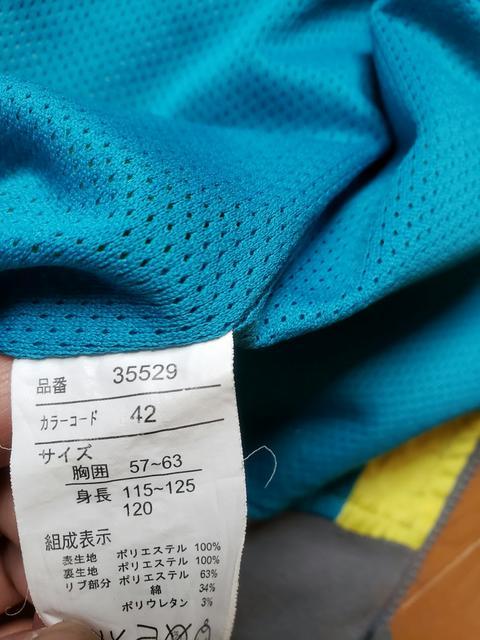 品番 35529
カラーコード 42
サイズ
胸囲 57~63
身長 115~125
120
組成表示
表生地 ポリエステル 100%
裏生地 ポリエステル 100%
リブ部分 ポリエステル 63%
綿 34%
ポリウレタン 3%